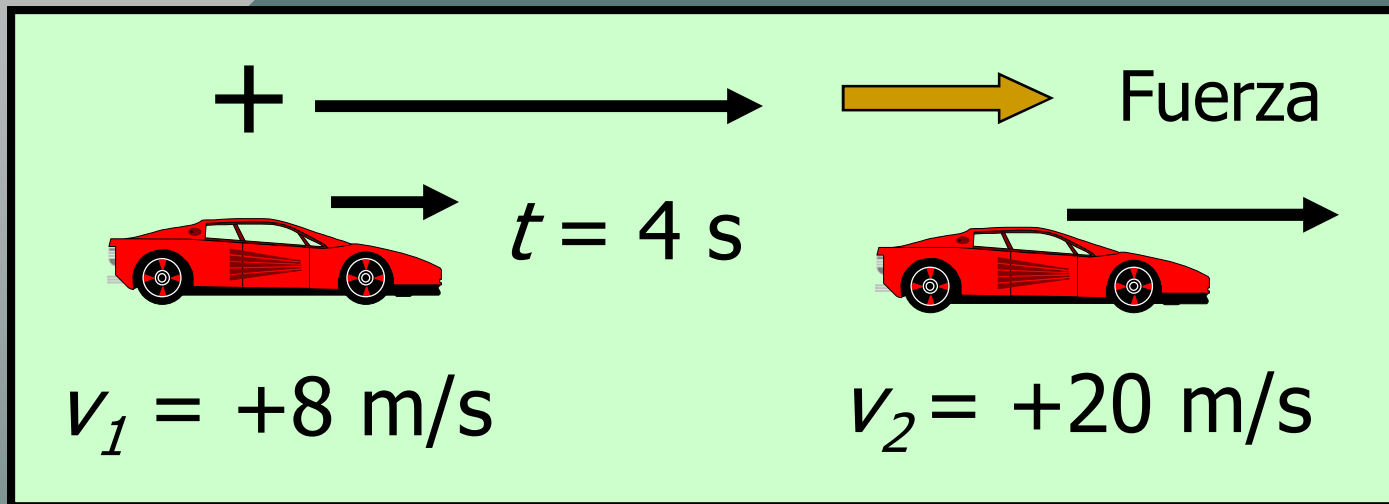 + Fuerza
t = 4 s
v₁ = +8 m/s v₂ = +20 m/s